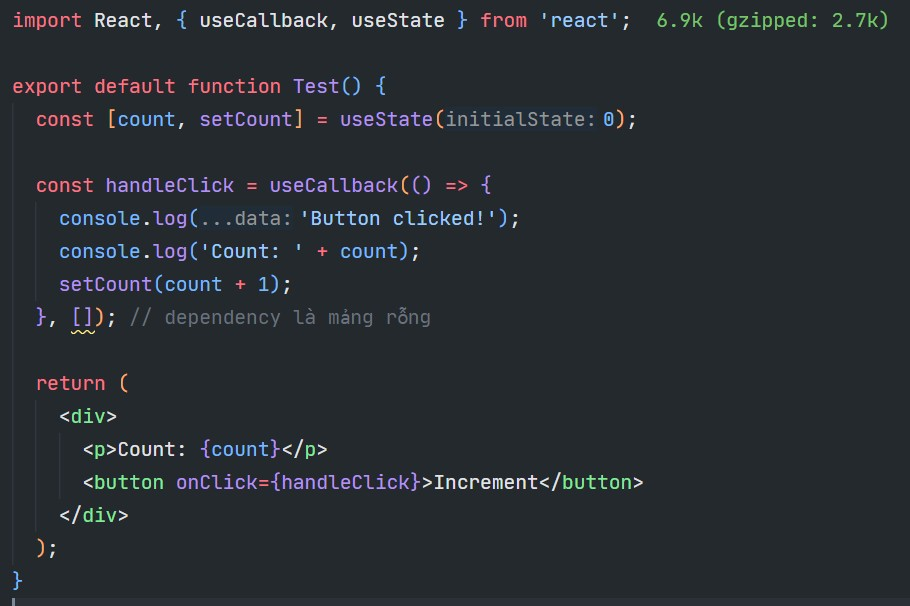 import React, { useCallback, useState } from 'react';  6.9k (gzipped: 2.7k)
export default function Test() {
  const [count, setCount] = useState(initialState: 0);
  const handleClick = useCallback(() => {
    console.log(...data: 'Button clicked!');
    console.log('Count: ' + count);
    setCount(count + 1);
  }, []); // dependency là mảng rỗng
  return (
    <div>
      <p>Count: {count}</p>
      <button onClick={handleClick}>Increment</button>
    </div>
  );
}